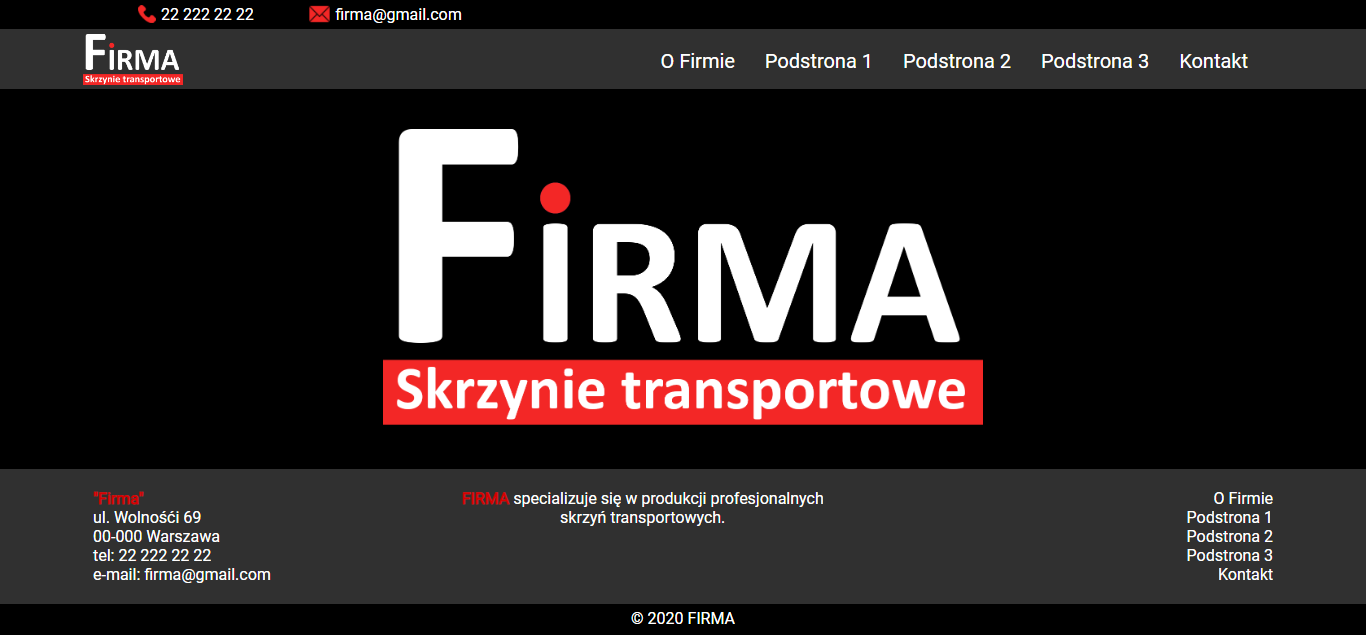 22 222 22 22 firma@gmail.com
FiRMA
Skrzynie transportowe
O Firmie Podstrona 1 Podstrona 2 Podstrona 3 Kontakt
FiRMA
Skrzynie transportowe
"Firma"
ul. Wolnośći 69
00-000 Warszawa
tel: 22 222 22 22
e-mail: firma@gmail.com
FIRMA specializuje się w produkcji profesjonalnych
skrzyń transportowych.
O Firmie
Podstrona 1
Podstrona 2
Podstrona 3
Kontakt
© 2020 FIRMA